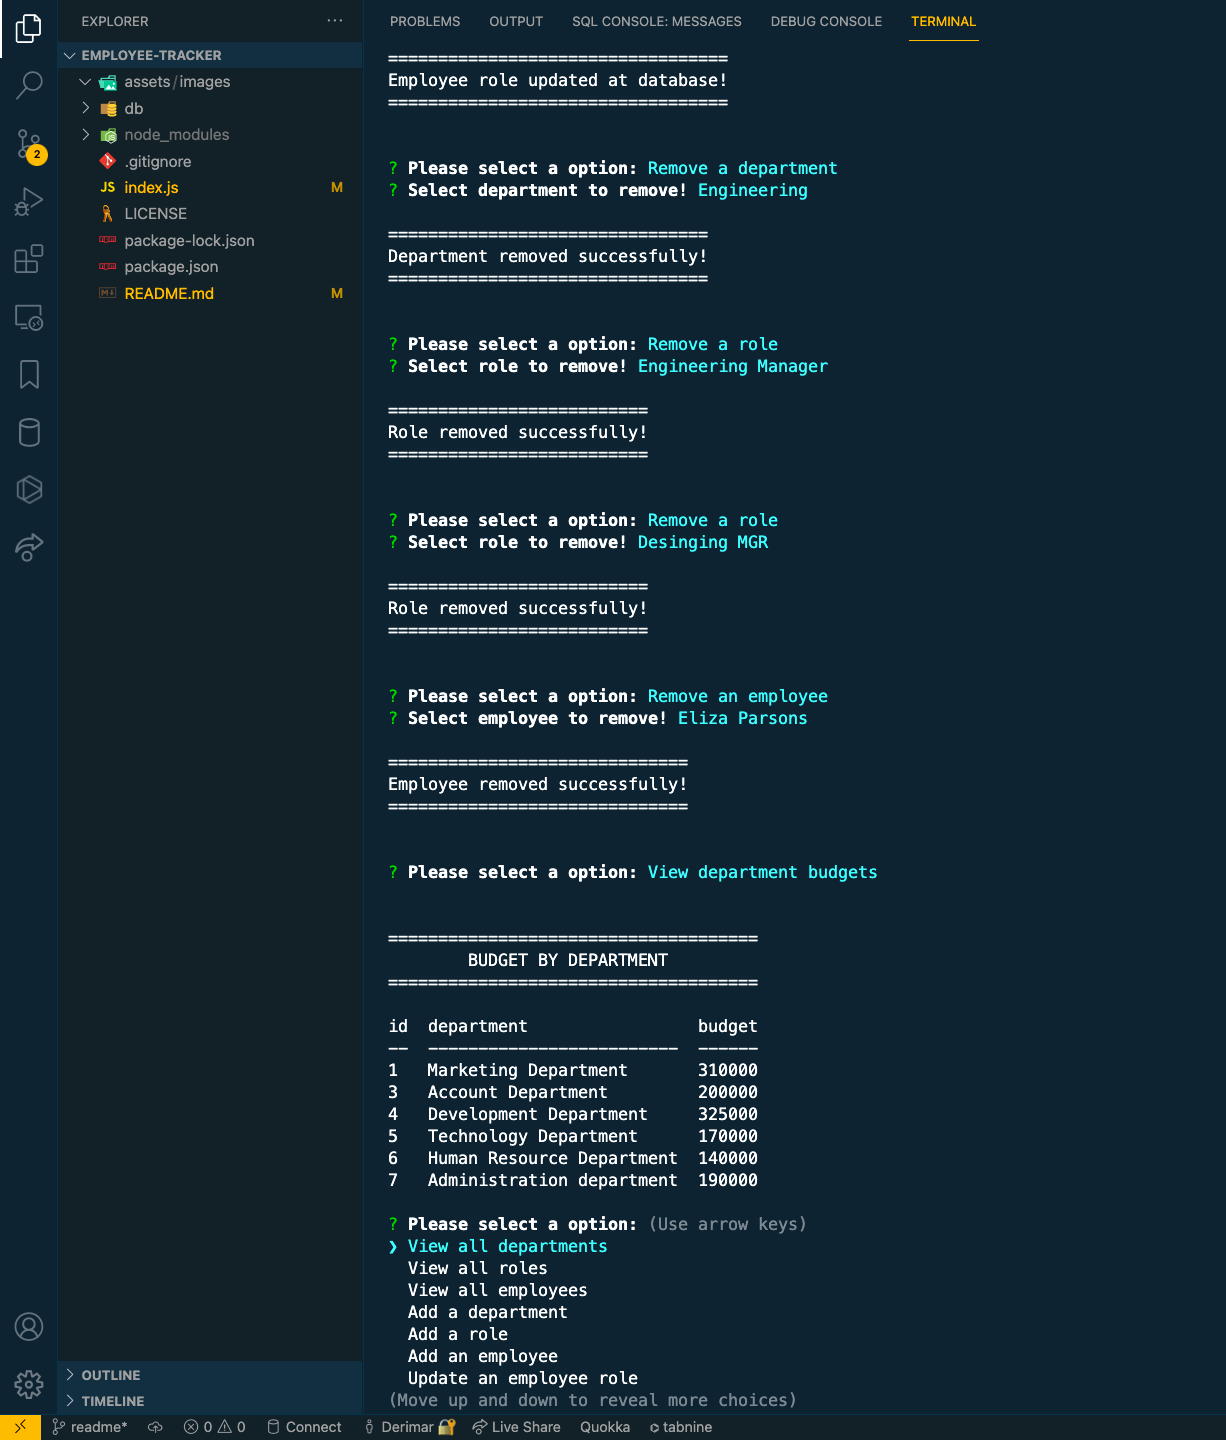 EXPLORER
EMPLOYEE-TRACKER
assets/images
db
node_modules
.gitignore
JS index.js M
LICENSE
package-lock.json
package.json
README.md M
2
OUTLINE
TIMELINE
PROBLEMS OUTPUT SQL CONSOLE: MESSAGES DEBUG CONSOLE TERMINAL
==================================
Employee role updated at database!
==================================
? Please select a option: Remove a department
? Select department to remove! Engineering
================================
Department removed successfully!
================================
? Please select a option: Remove a role
? Select role to remove! Engineering Manager
==========================
Role removed successfully!
==========================
? Please select a option: Remove a role
? Select role to remove! Desinging MGR
==========================
Role removed successfully!
==========================
? Please select a option: Remove an employee
? Select employee to remove! Eliza Parsons
==============================
Employee removed successfully!
==============================
? Please select a option: View department budgets
=====================================
BUDGET BY DEPARTMENT
=====================================
id department budget
-- ------------------------- ------
1 Marketing Department 310000
3 Account Department 200000
4 Development Department 325000
5 Technology Department 170000
6 Human Resource Department 140000
7 Administration department 190000
? Please select a option: (Use arrow keys)
❯ View all departments
View all roles
View all employees
Add a department
Add a role
Add an employee
Update an employee role
(Move up and down to reveal more choices)
readme* 0 0 Connect Derimar Live Share Quokka tabnine